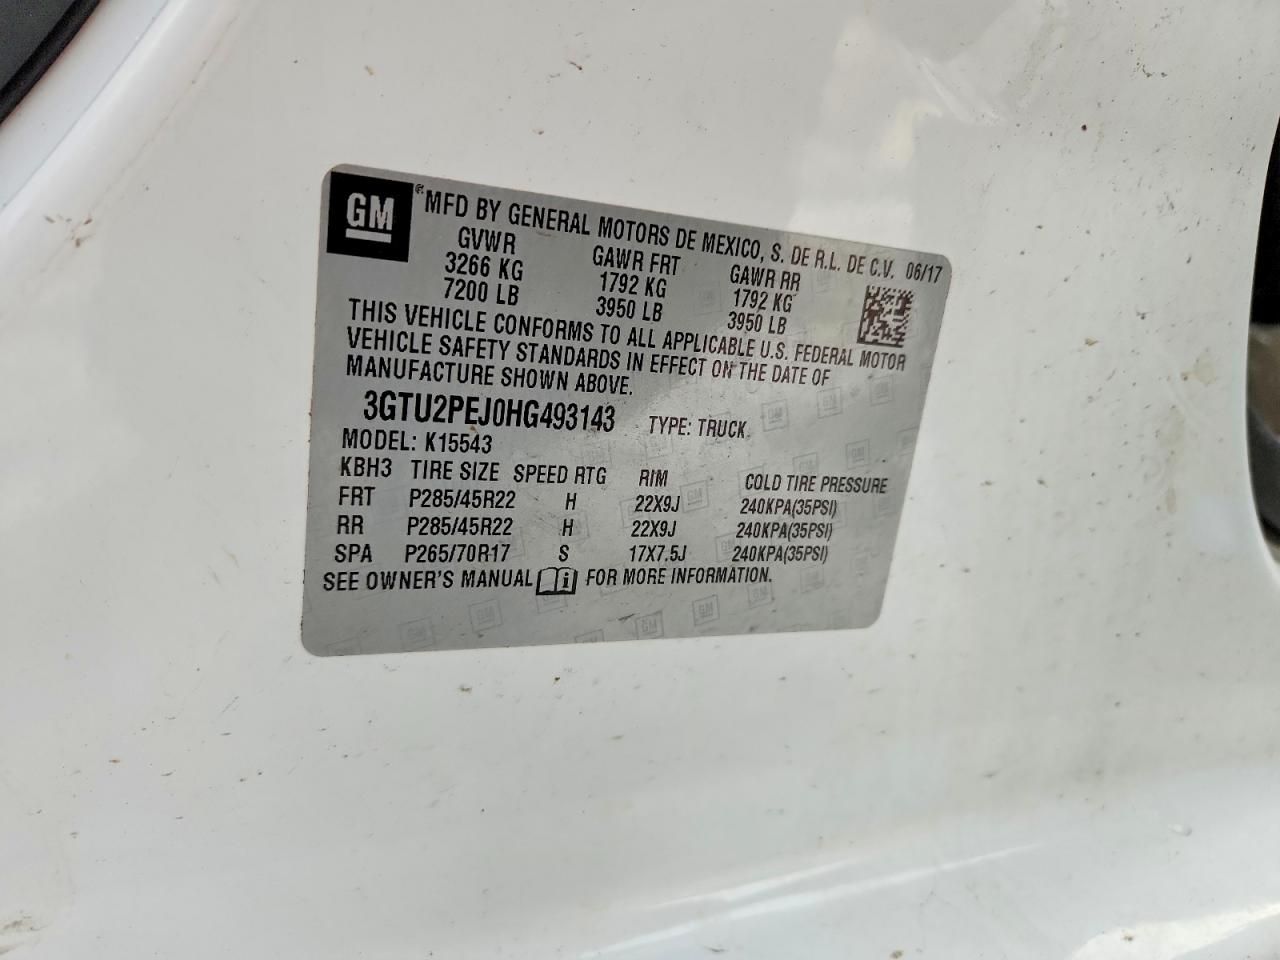 GM
MFD BY GENERAL MOTORS DE MEXICO, S. DE R.L. DE C.V. 06/17
GVWR GAWR FRT GAWR RR
3266 KG 1792 KG 1792 KG
7200 LB 3950 LB 3950 LB
THIS VEHICLE CONFORMS TO ALL APPLICABLE U.S. FEDERAL MOTOR
VEHICLE SAFETY STANDARDS IN EFFECT ON THE DATE OF
MANUFACTURE SHOWN ABOVE.
3GTU2PEJ0HG493143 TYPE: TRUCK
MODEL: K15543
KBH3 TIRE SIZE SPEED RTG RIM COLD TIRE PRESSURE
FRT P285/45R22 H 22X9J 240KPA(35PSI)
RR P285/45R22 H 22X9J 240KPA(35PSI)
SPA P265/70R17 S 17X7.5J 240KPA(35PSI)
SEE OWNER'S MANUAL i FOR MORE INFORMATION.